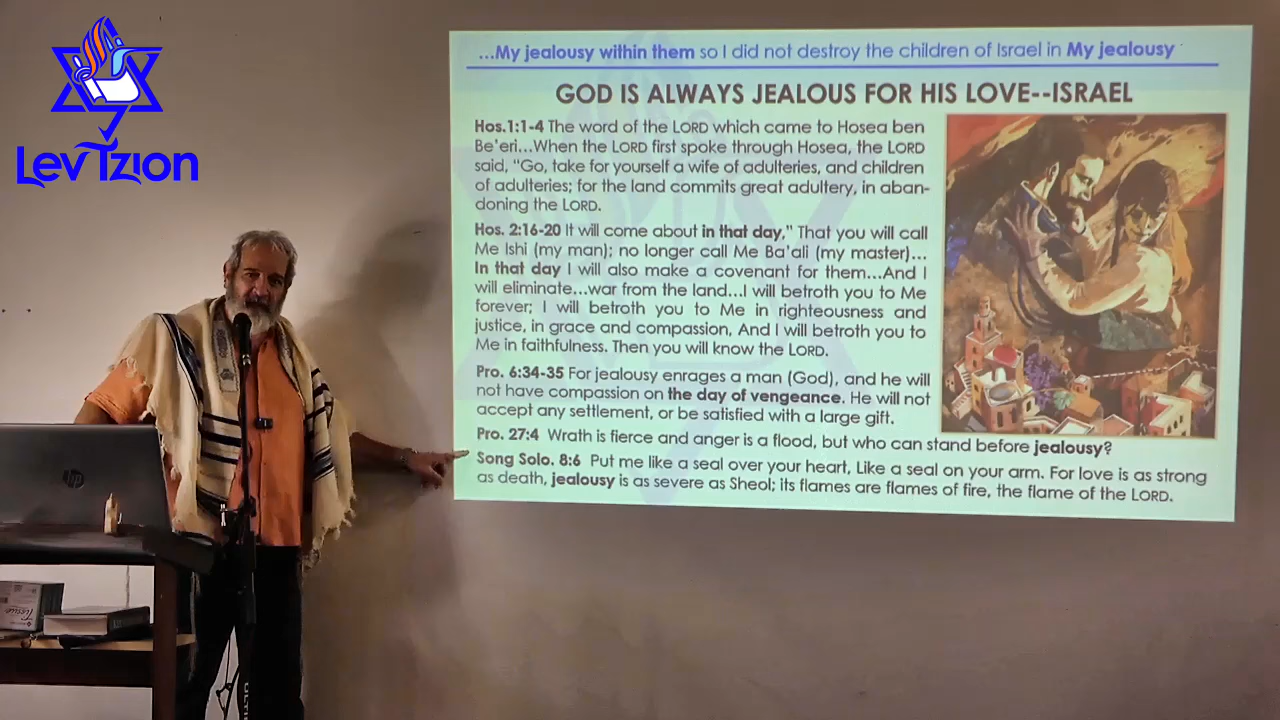 Lev Tzion
...My jealousy within them so I did not destroy the children of Israel in My jealousy
GOD IS ALWAYS JEALOUS FOR HIS LOVE--ISRAEL
Hos.1:1-4 The word of the LORD which came to Hosea ben
Be'eri...When the LORD first spoke through Hosea, the LORD
said, "Go, take for yourself a wife of adulteries, and children
of adulteries; for the land commits great adultery, in aban-
doning the LORD.
Hos. 2:16-20 It will come about in that day," That you will call
Me Ishi (my man); no longer call Me Ba'ali (my master)...
In that day I will also make a covenant for them...And I
will eliminate...war from the land...I will betroth you to Me
forever; I will betroth you to Me in righteousness and
justice, in grace and compassion, And I will betroth you to
Me in faithfulness. Then you will know the LORD.
Pro. 6:34-35 For jealousy enrages a man (God), and he will
not have compassion on the day of vengeance. He will not
accept any settlement, or be satisfied with a large gift.
Pro. 27:4 Wrath is fierce and anger is a flood, but who can stand before jealousy?
Song Solo. 8:6 Put me like a seal over your heart, Like a seal on your arm. For love is as strong
as death, jealousy is as severe as Sheol; its flames are flames of fire, the flame of the LORD.
hp
Tissue